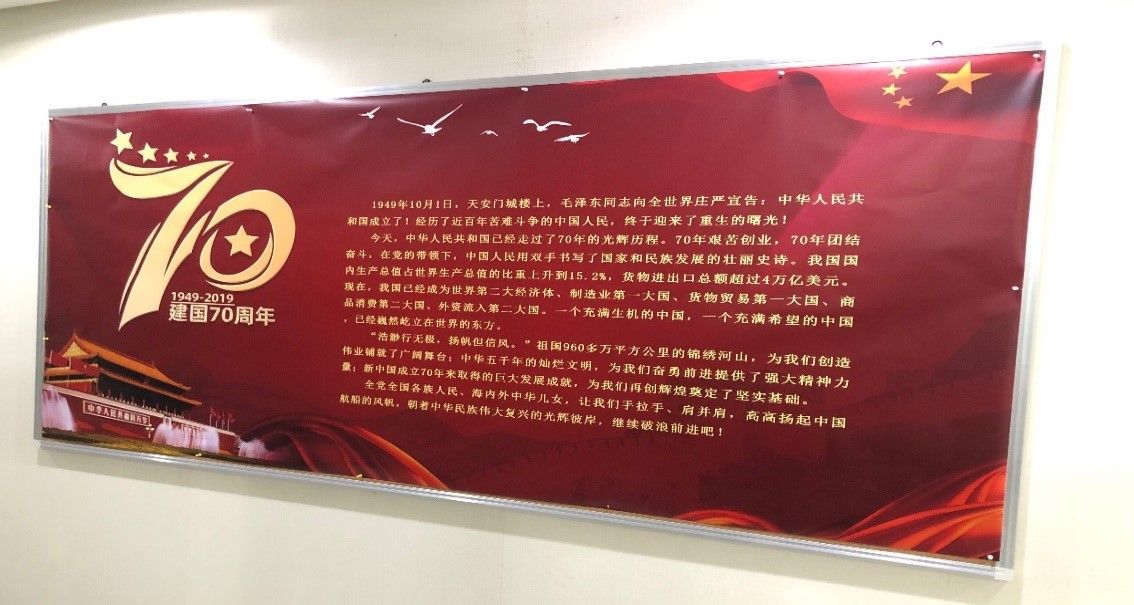 70
1949-2019
建国70周年
中华人民共和国万岁
1949年10月1日，天安门城楼上，毛泽东同志向全世界庄严宣告：中华人民共
和国成立了！经历了近百年苦难斗争的中国人民，终于迎来了重生的曙光！
今天，中华人民共和国已经走过了70年的光辉历程。70年艰苦创业，70年团结
奋斗，在党的带领下，中国人民用双手书写了国家和民族发展的壮丽史诗。我国国
内生产总值占世界生产总值的比重上升到15.2%，货物进出口总额超过4万亿美元。
现在，我国已经成为世界第二大经济体、制造业第一大国、货物贸易第一大国、商
品消费第二大国、外资流入第二大国。一个充满生机的中国，一个充满希望的中国
，已经巍然屹立在世界的东方。
“浩渺行无极，扬帆但信风。”祖国960多万平方公里的锦绣河山，为我们创造
伟业铺就了广阔舞台；中华五千年的灿烂文明，为我们奋勇前进提供了强大精神力
量；新中国成立70年来取得的巨大发展成就，为我们再创辉煌奠定了坚实基础。
全党全国各族人民、海内外中华儿女，让我们手拉手、肩并肩，高高扬起中国
航船的风帆，朝着中华民族伟大复兴的光辉彼岸，继续破浪前进吧！